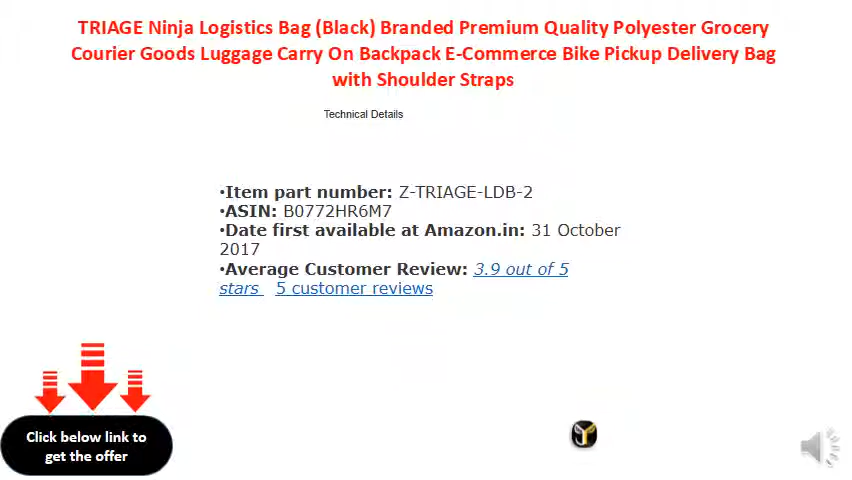 TRIAGE Ninja Logistics Bag (Black) Branded Premium Quality Polyester Grocery
Courier Goods Luggage Carry On Backpack E-Commerce Bike Pickup Delivery Bag
with Shoulder Straps
Technical Details
•Item part number: Z-TRIAGE-LDB-2
•ASIN: B0772HR6M7
•Date first available at Amazon.in: 31 October
2017
•Average Customer Review: 3.9 out of 5
stars 5 customer reviews
Click below link to
get the offer